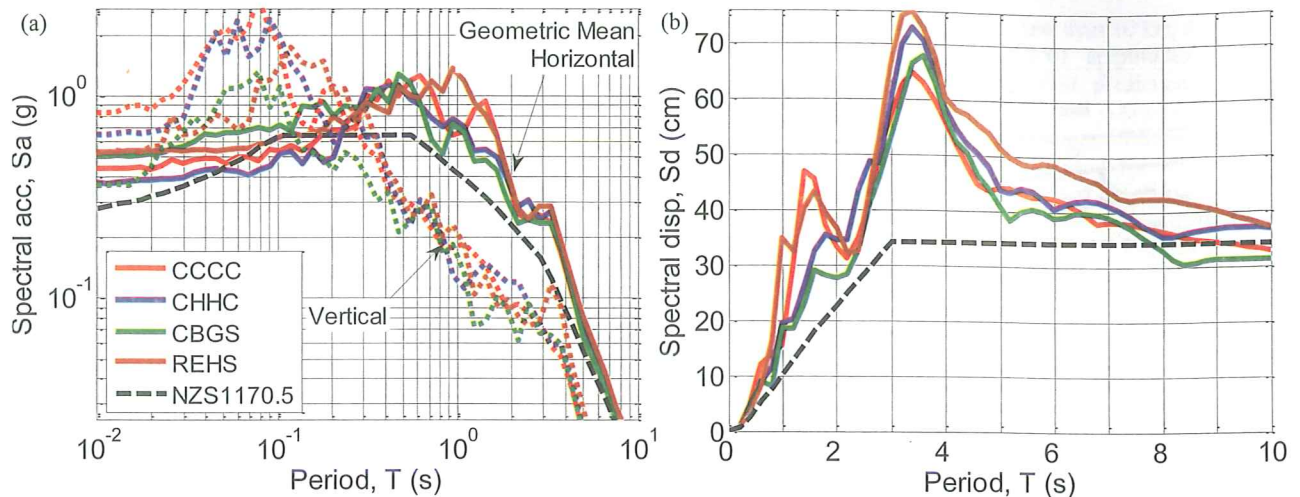 (a)
Spectral acc, Sa (g)
10^0
10^-1
Geometric Mean
Horizontal
Vertical
CCCC
CHHC
CBGS
REHS
NZS1170.5
10^-2
10^-1
10^0
10^1
Period, T (s)
(b)
Spectral disp, Sd (cm)
70
60
50
40
30
20
10
0
0
2
4
6
8
10
Period, T (s)